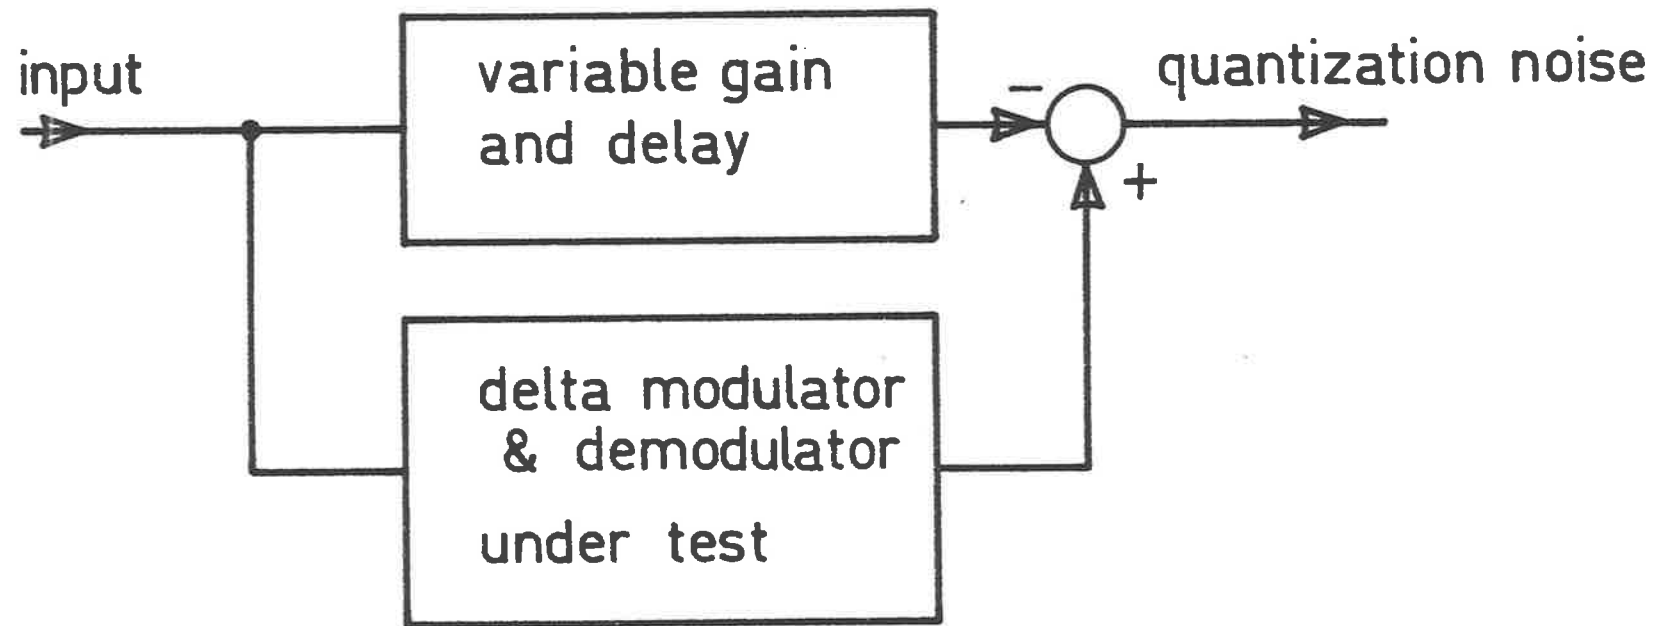 input
variable gain
and delay
−
quantization noise
+
delta modulator
& demodulator
under test